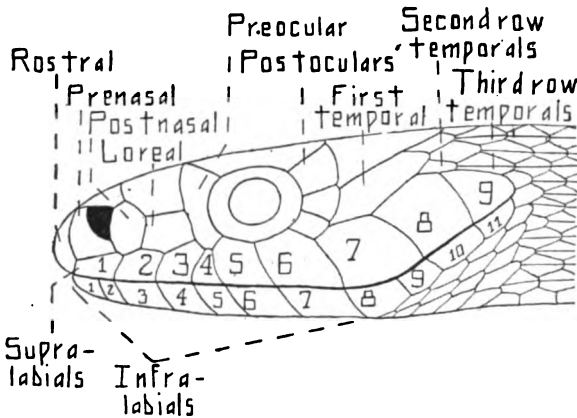 Preocular
Second row
temporals
Rostral
Postoculars
Prenasal
First
temporal
Third row
temporals
Postnasal
Loreal
1 2 3 4 5 6 7 8 9
1 2 3 4 5 6 7 8 9 10 11
Supra-
labials
Infra-
labials